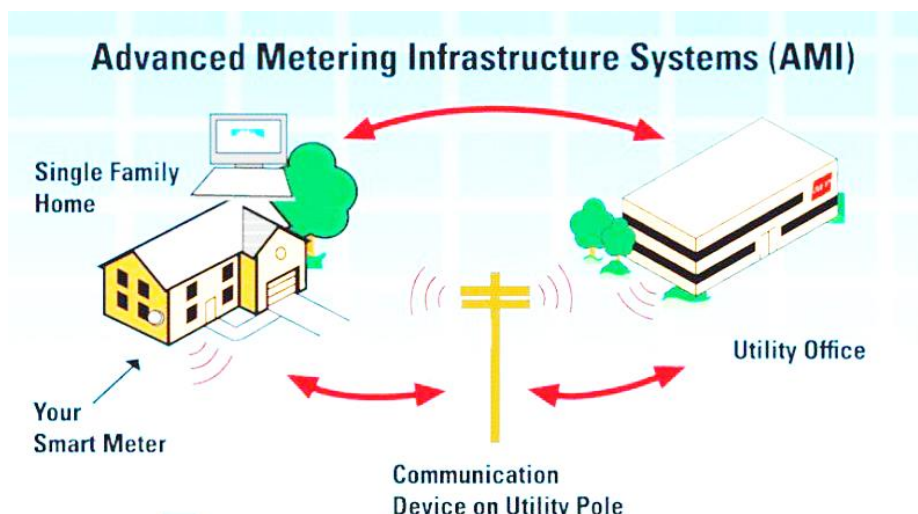 Advanced Metering Infrastructure Systems (AMI)
Single Family
Home
Utility Office
Your
Smart Meter
Communication
Device on Utility Pole